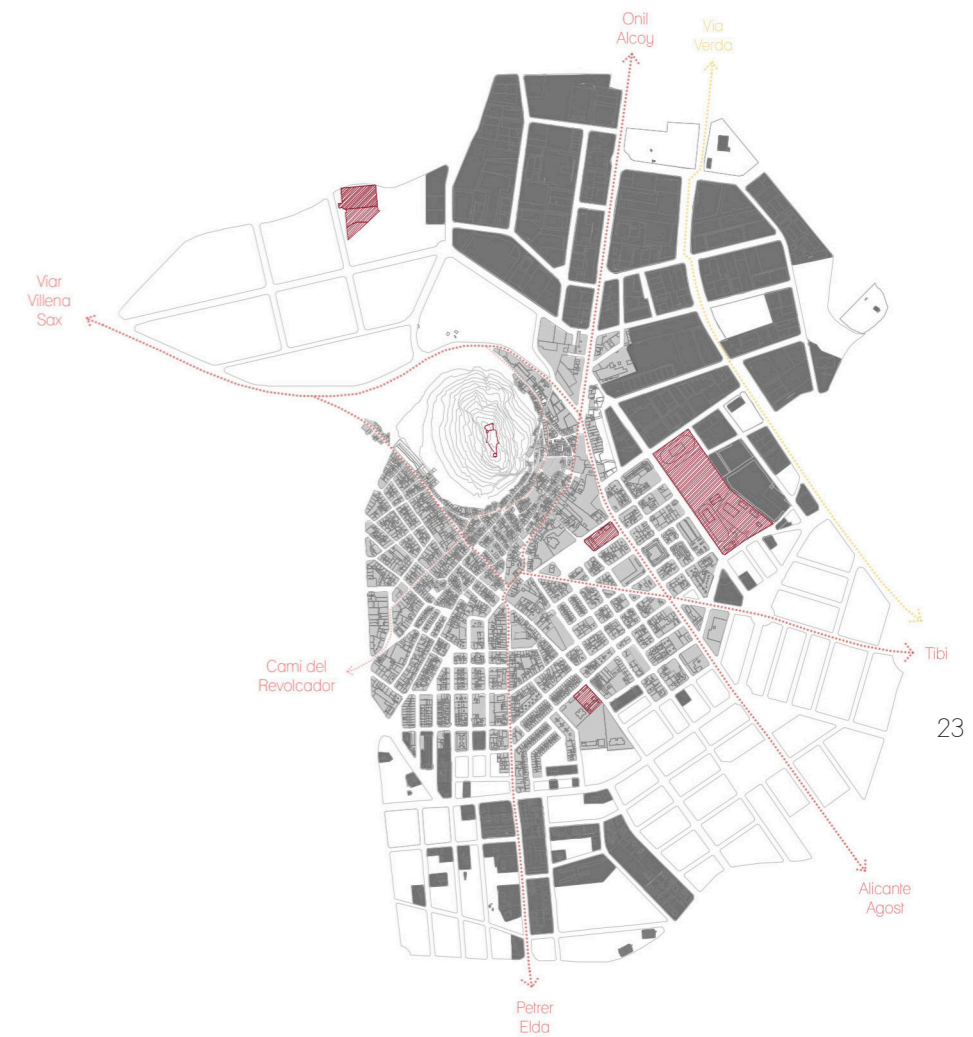 Onil
Alcoy
Via
Verda
Viar
Villena
Sax
Cami del
Revolcador
Tibi
23
Alicante
Agost
Petrer
Elda